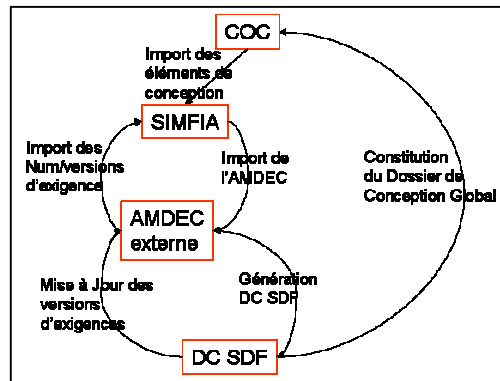 COC
Import des
éléments de
conception
SIMFIA
Import des
Num/versions
d'exigence
Import de
l'AMDEC
Constitution
du Dossier de
Conception Global
AMDEC
externe
Mise à Jour des
versions
d'exigences
Génération
DC SDF
DC SDF